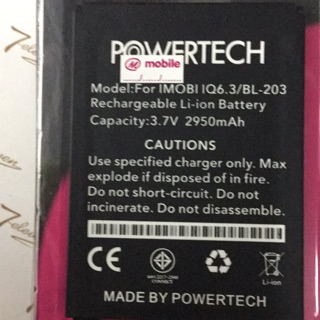 POWERTECH
mobile
Model:For IMOBI IQ6.3/BL-203
Rechargeable Li-ion Battery
Capacity:3.7V 2950mAh
CAUTIONS
Use specified charger only. Max
explode if disposed of in fire.
Do not short-circuit. Do not
incinerate. Do not disassemble.
CE
Li-ion
MADE BY POWERTECH